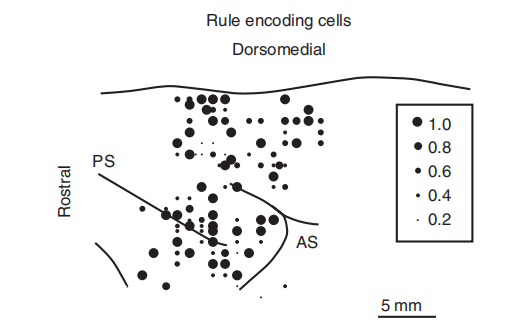 Rule encoding cells
Dorsomedial
1.0
0.8
0.6
0.4
0.2
PS
Rostral
AS
5 mm